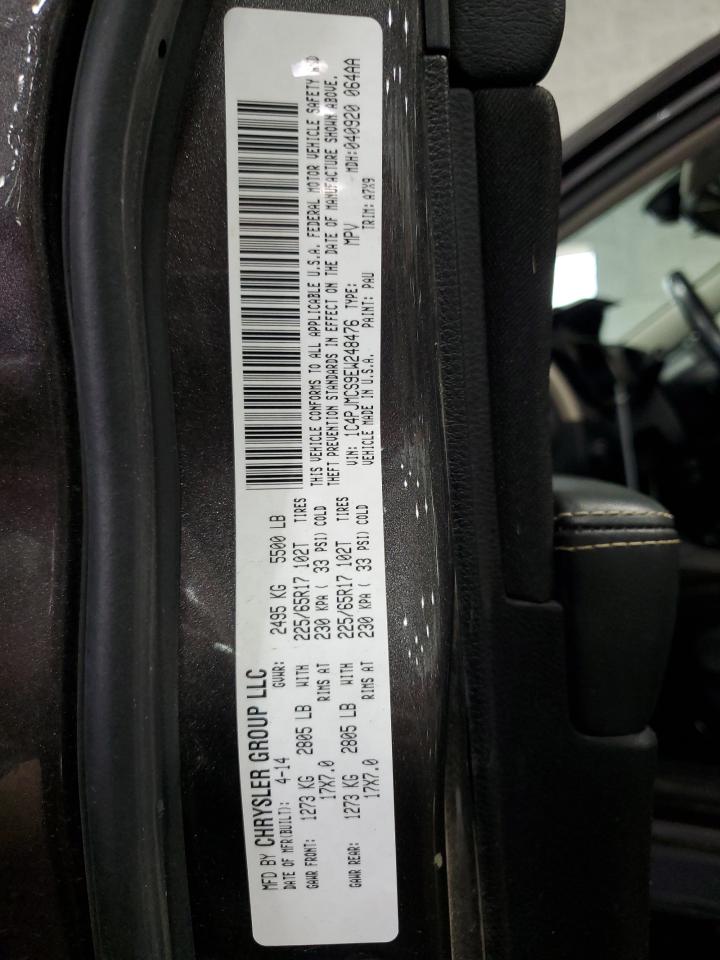 MFD BY CHRYSLER GROUP LLC
DATE OF MFR(BUILT): 4-14 GVWR: 2495 KG 5500 LB
GAWR FRONT: 1273 KG 2805 LB WITH 225/65R17 102T TIRES
17X7.0 RIMS AT 230 KPA ( 33 PSI) COLD
GAWR REAR: 1273 KG 2805 LB WITH 225/65R17 102T TIRES
17X7.0 RIMS AT 230 KPA ( 33 PSI) COLD
THIS VEHICLE CONFORMS TO ALL APPLICABLE U.S.A. FEDERAL MOTOR VEHICLE SAFETY AND
THEFT PREVENTION STANDARDS IN EFFECT ON THE DATE OF MANUFACTURE SHOWN ABOVE.
VIN: 1C4PJMCS9EW248476 TYPE: MPV MDH:040920 064AA
VEHICLE MADE IN U.S.A. PAINT: PAU TRIM: A7X9